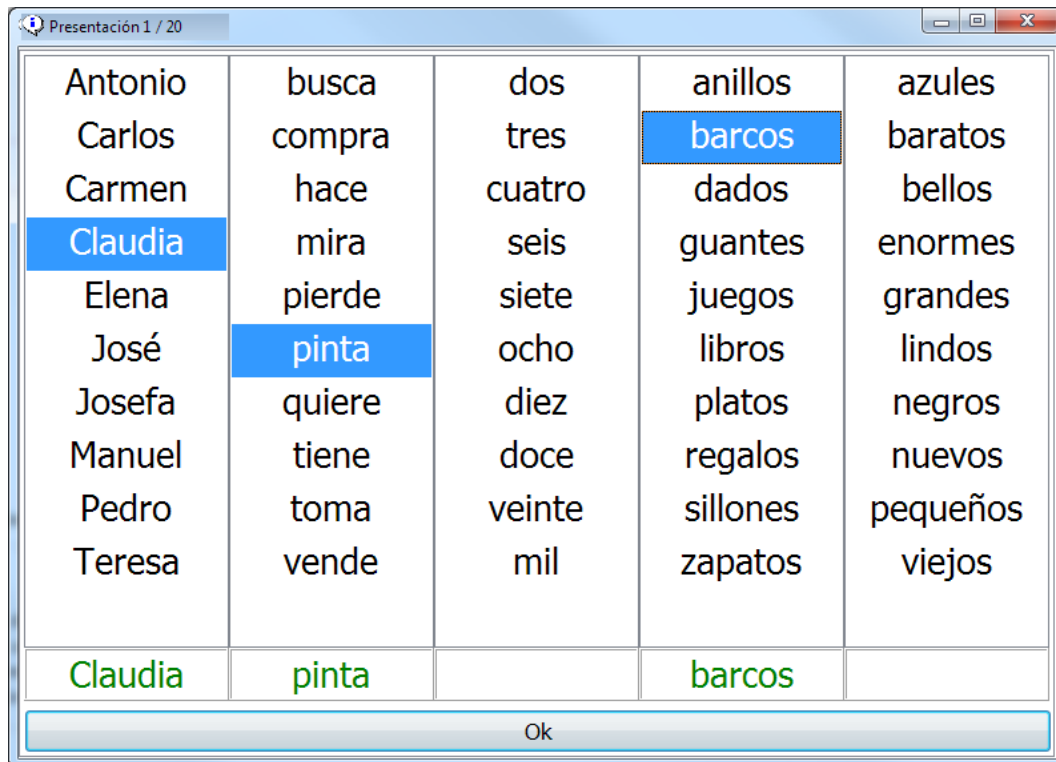 Presentación 1 / 20
Antonio busca dos anillos azules
Carlos compra tres barcos baratos
Carmen hace cuatro dados bellos
Claudia mira seis guantes enormes
Elena pierde siete juegos grandes
José pinta ocho libros lindos
Josefa quiere diez platos negros
Manuel tiene doce regalos nuevos
Pedro toma veinte sillones pequeños
Teresa vende mil zapatos viejos
Claudia pinta barcos
Ok